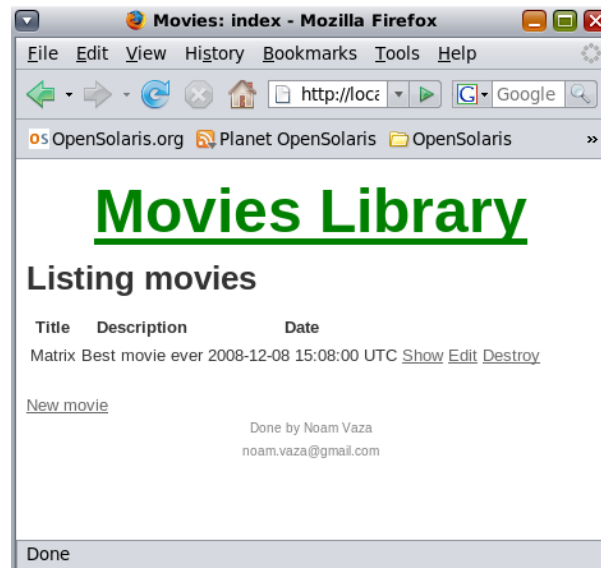 Movies: index - Mozilla Firefox
File Edit View History Bookmarks Tools Help
http://loca G Google
OS OpenSolaris.org Planet OpenSolaris OpenSolaris »
Movies Library
Listing movies
Title Description Date
Matrix Best movie ever 2008-12-08 15:08:00 UTC Show Edit Destroy
New movie
Done by Noam Vaza
noam.vaza@gmail.com
Done